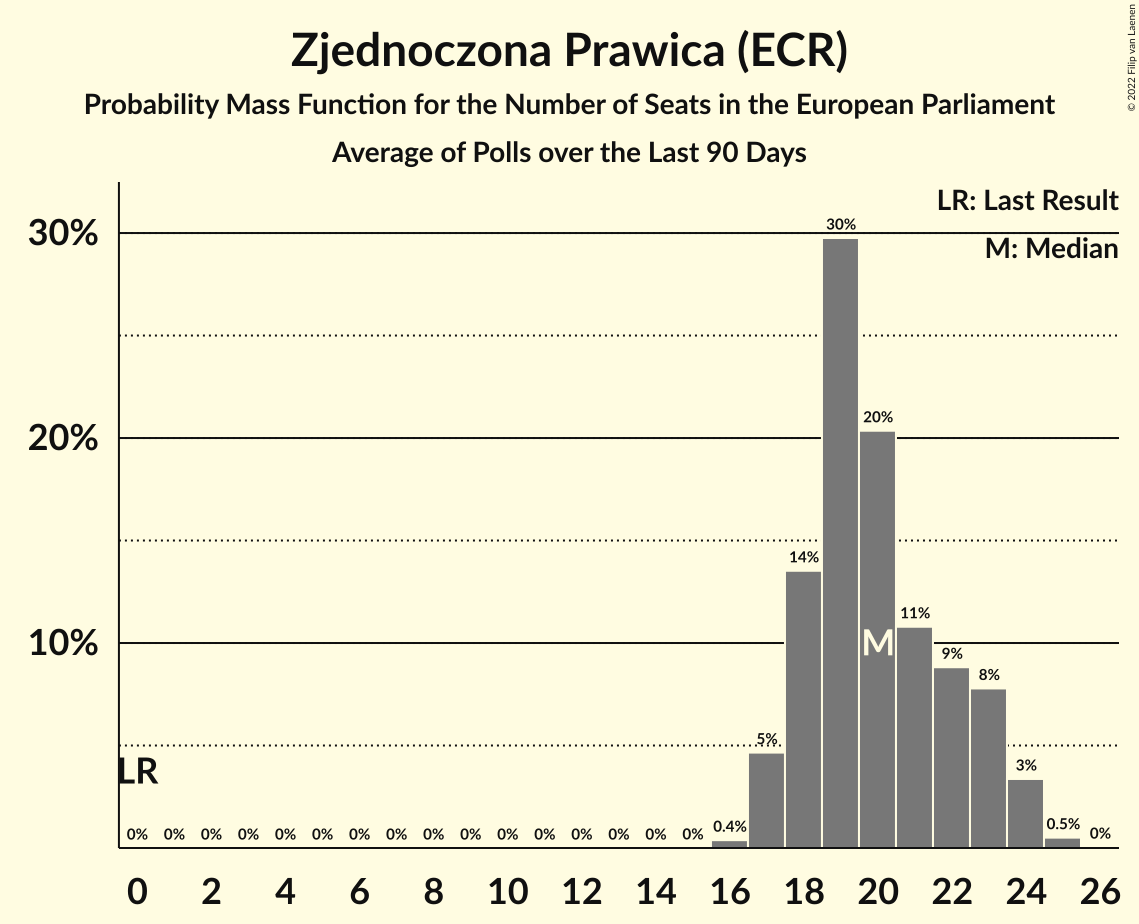 Zjednoczona Prawica (ECR)
Probability Mass Function for the Number of Seats in the European Parliament
Average of Polls over the Last 90 Days
© 2022 Filip van Laenen
LR: Last Result
M: Median
30%
20%
10%
30%
20%
14%
11%
9%
8%
5%
3%
0.4%
0.5%
M
LR
0% 0% 0% 0% 0% 0% 0% 0% 0% 0% 0% 0% 0% 0% 0% 0% 0%
0 2 4 6 8 10 12 14 16 18 20 22 24 26